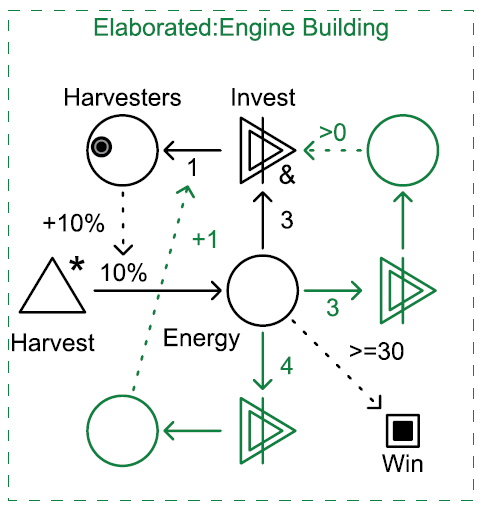 Elaborated:Engine Building
Harvesters
Invest
>0
1
&
+10%
3
*
10%
+1
Harvest
Energy
3
>=30
4
Win